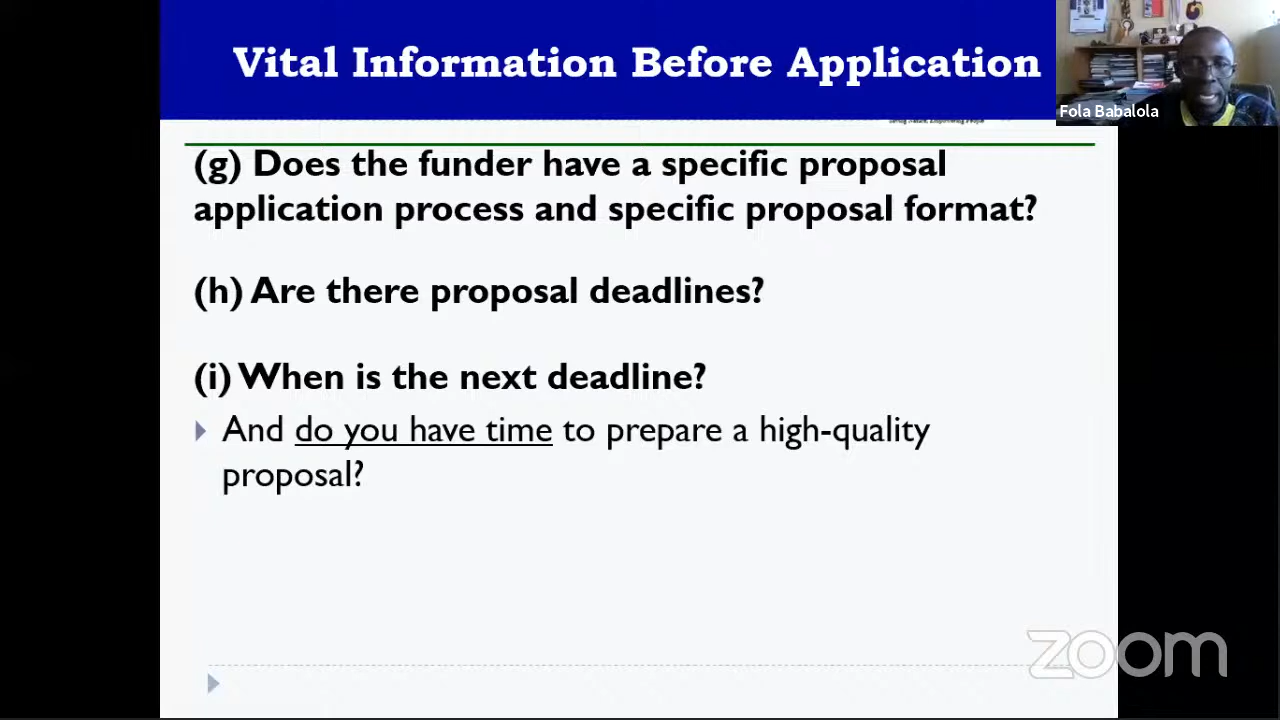 Vital Information Before Application
Fola Babalola
(g) Does the funder have a specific proposal
application process and specific proposal format?
(h) Are there proposal deadlines?
(i) When is the next deadline?
And do you have time to prepare a high-quality
proposal?
zoom